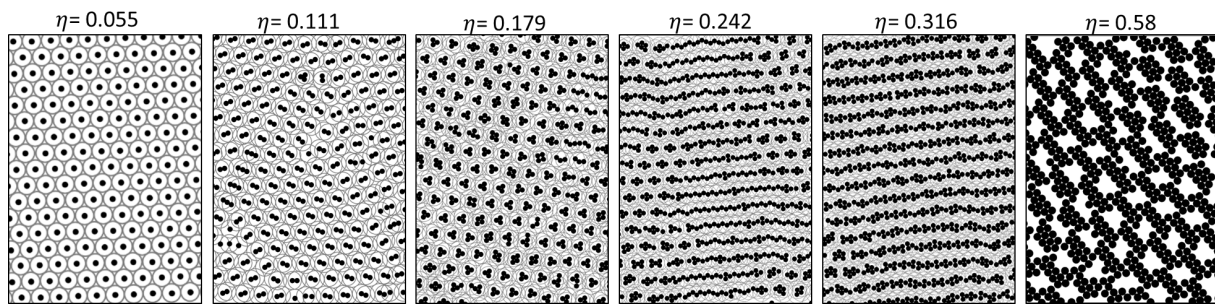 η= 0.055
η= 0.111
η= 0.179
η= 0.242
η= 0.316
η= 0.58